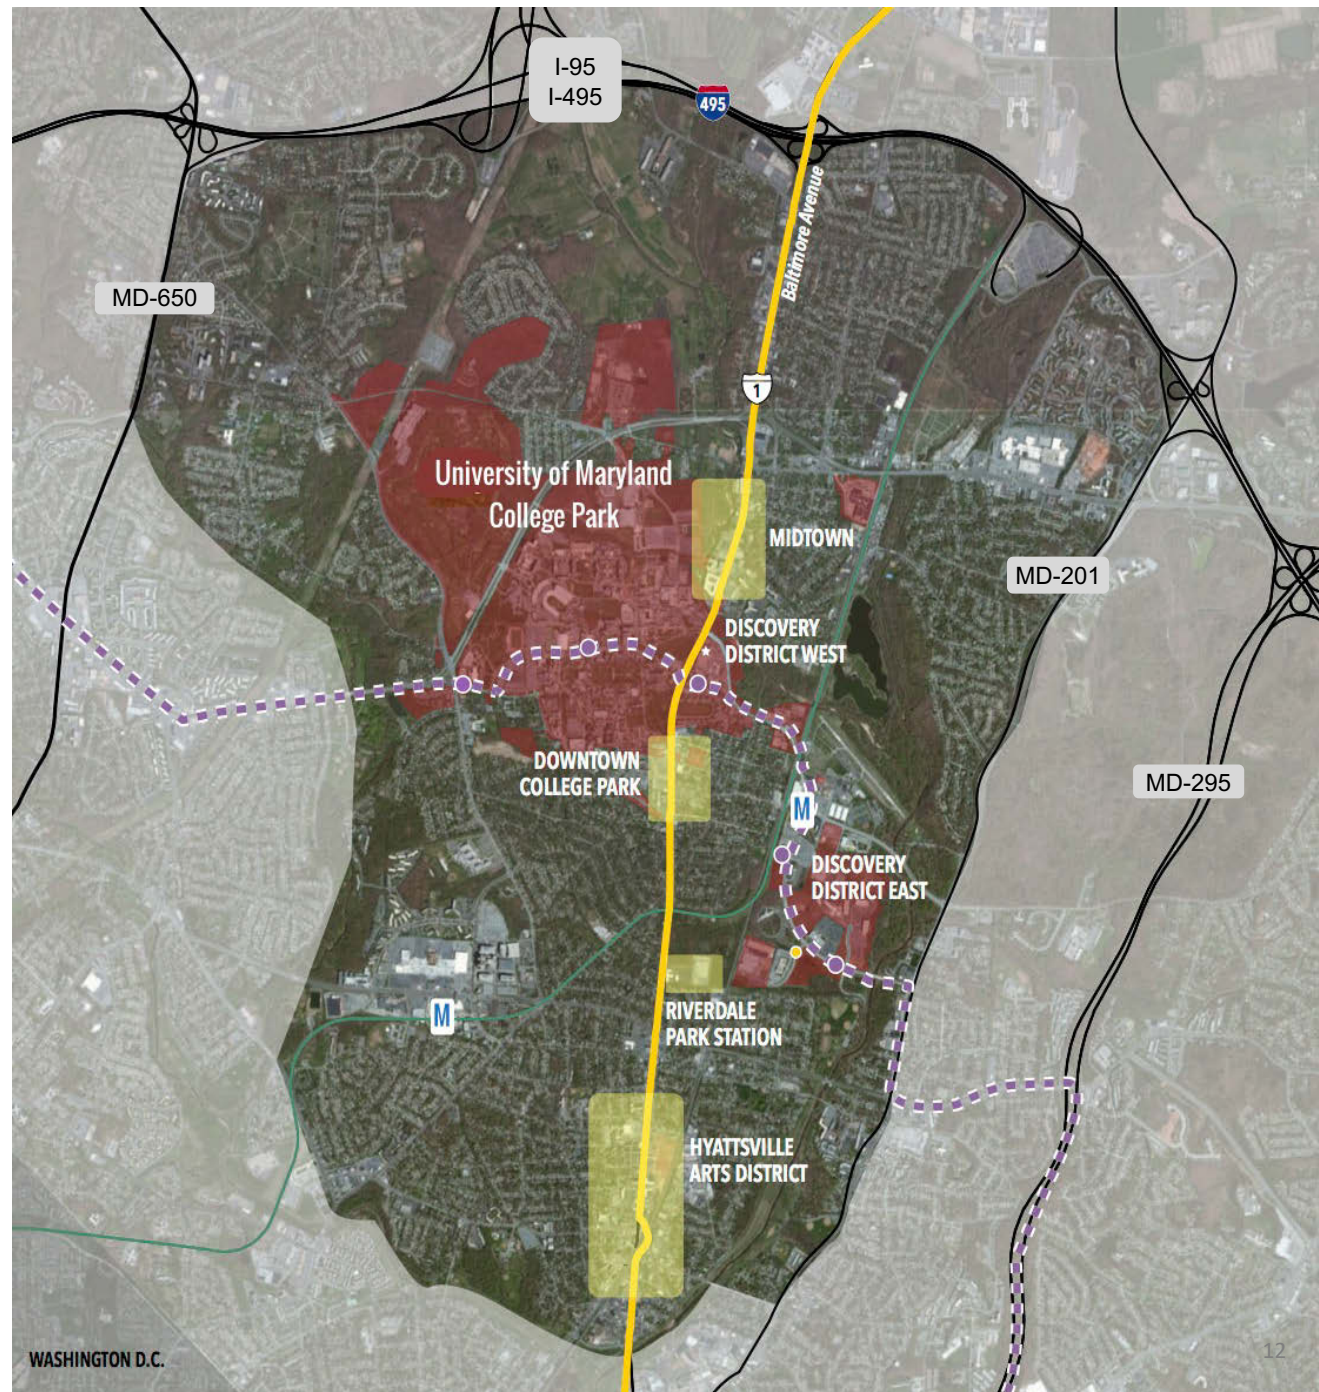 I-95
I-495
495
Baltimore Avenue
MD-650
1
University of Maryland
College Park
MIDTOWN
MD-201
DISCOVERY
DISTRICT WEST
DOWNTOWN
COLLEGE PARK
MD-295
M
DISCOVERY
DISTRICT EAST
M
RIVERDALE
PARK STATION
HYATTSVILLE
ARTS DISTRICT
WASHINGTON D.C.
12